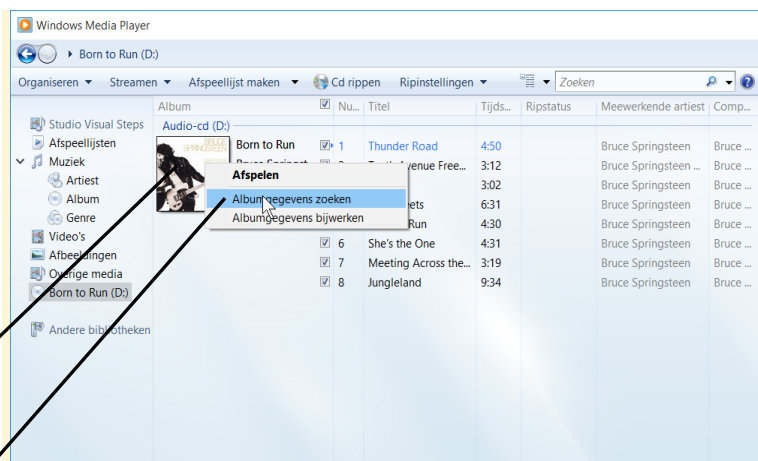 Windows Media Player
Born to Run (D:)
Organiseren Streamen Afspeellijst maken Cd rippen Ripinstellingen Zoeken
Album Nu... Titel Tijds... Ripstatus Meewerkende artiest Comp...
Studio Visual Steps
Audio-cd (D:)
Afspeellijsten
Muziek
Artiest
Album
Genre
Video's
Afbeeldingen
Overige media
Born to Run (D:)
Andere bibliotheken
BRUCE
SPRINGSTEEN
Born to Run 1 Thunder Road 4:50 Bruce Springsteen Bruce ...
Avenue Free... 3:12 Bruce Springsteen ... Bruce ...
3:02 Bruce Springsteen Bruce ...
6:31 Bruce Springsteen Bruce ...
Run 4:30 Bruce Springsteen Bruce ...
6 She's the One 4:31 Bruce Springsteen Bruce ...
7 Meeting Across the... 3:19 Bruce Springsteen Bruce ...
8 Jungleland 9:34 Bruce Springsteen Bruce ...
Afspelen
Albumgegevens zoeken
Albumgegevens bijwerken